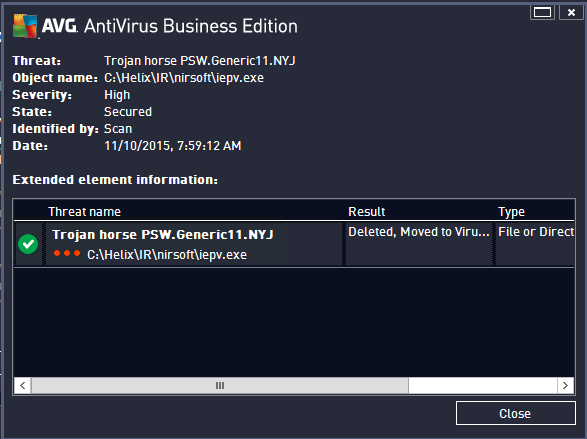 AVG. AntiVirus Business Edition
Threat: Trojan horse PSW.Generic11.NYJ
Object name: C:\Helix\IR\nirsoft\iepv.exe
Severity: High
State: Secured
Identified by: Scan
Date: 11/10/2015, 7:59:12 AM
Extended element information:
Threat name Result Type
Trojan horse PSW.Generic11.NYJ Deleted, Moved to Viru... File or Direct
C:\Helix\IR\nirsoft\iepv.exe
Close